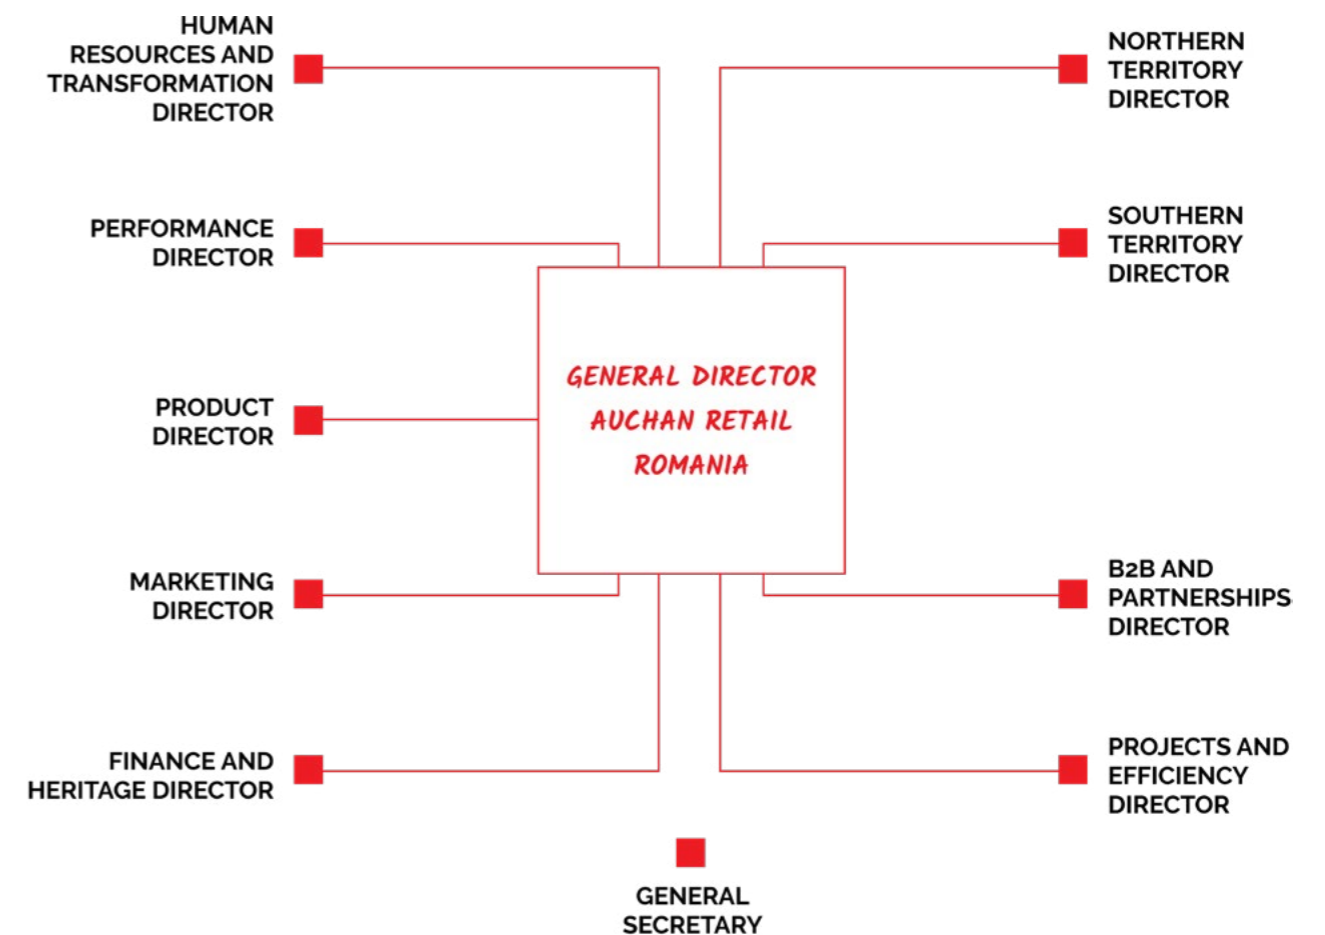 HUMAN
RESOURCES AND
TRANSFORMATION
DIRECTOR
PERFORMANCE
DIRECTOR
PRODUCT
DIRECTOR
MARKETING
DIRECTOR
FINANCE AND
HERITAGE DIRECTOR
GENERAL DIRECTOR
AUCHAN RETAIL
ROMANIA
NORTHERN
TERRITORY
DIRECTOR
SOUTHERN
TERRITORY
DIRECTOR
B2B AND
PARTNERSHIPS
DIRECTOR
PROJECTS AND
EFFICIENCY
DIRECTOR
GENERAL
SECRETARY